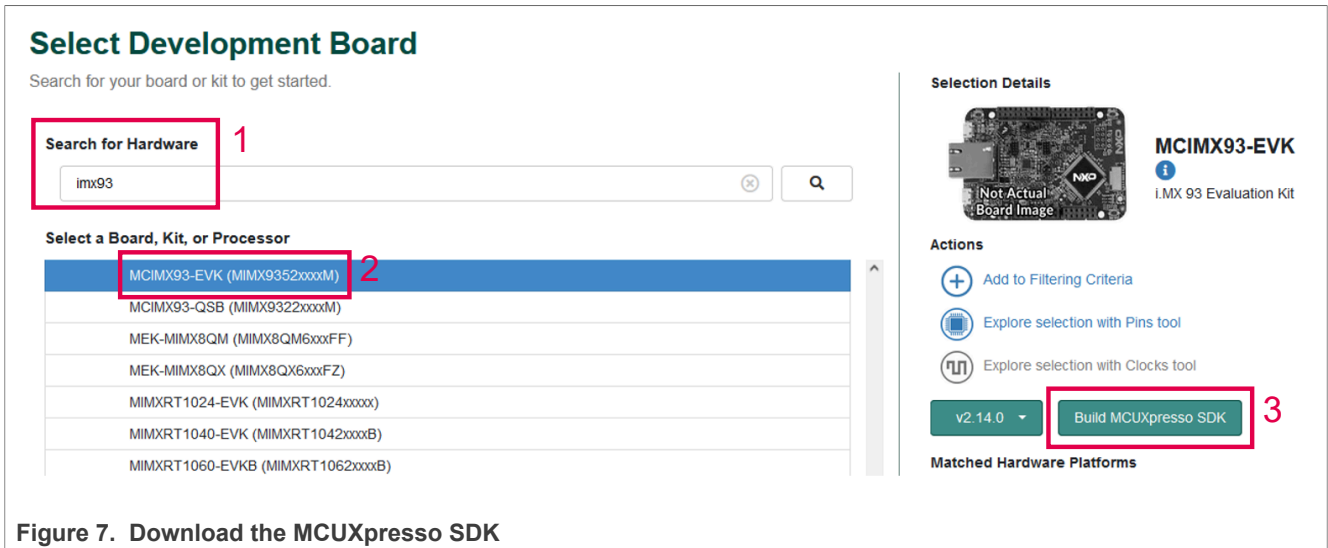 Select Development Board
Search for your board or kit to get started.
Search for Hardware
1
imx93
Select a Board, Kit, or Processor
MCIMX93-EVK (MIMX9352xxxxM)
2
MCIMX93-QSB (MIMX9322xxxxM)
MEK-MIMX8QM (MIMX8QM6xxxFF)
MEK-MIMX8QX (MIMX8QX6xxxFZ)
MIMXRT1024-EVK (MIMXRT1024xxxxx)
MIMXRT1040-EVK (MIMXRT1042xxxxB)
MIMXRT1060-EVKB (MIMXRT1062xxxxB)
Selection Details
NXP
Not Actual
Board Image
MCIMX93-EVK
i
i.MX 93 Evaluation Kit
Actions
Add to Filtering Criteria
Explore selection with Pins tool
Explore selection with Clocks tool
v2.14.0
Build MCUXpresso SDK
3
Matched Hardware Platforms
Figure 7. Download the MCUXpresso SDK